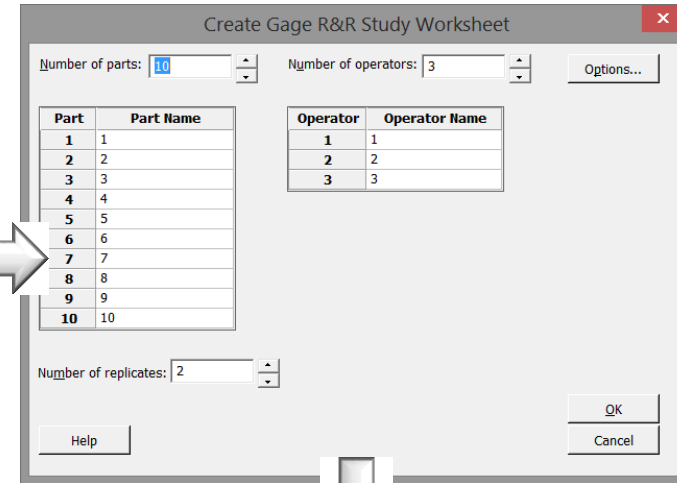 Create Gage R&R Study Worksheet
Number of parts: 10 Number of operators: 3 Options...
Part Part Name Operator Operator Name
1 1 1 1
2 2 2 2
3 3 3 3
4 4
5 5
6 6
7 7
8 8
9 9
10 10
Number of replicates: 2
OK
Help Cancel